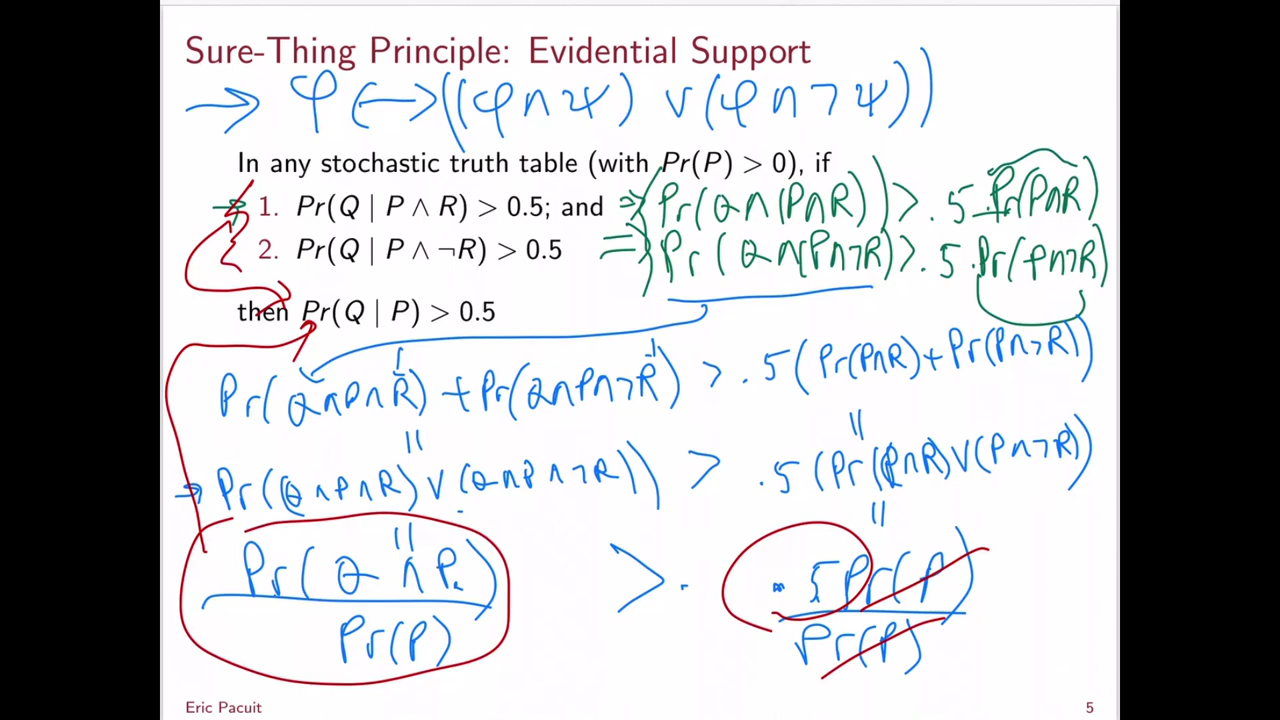 Sure-Thing Principle: Evidential Support
→ φ ↔ ((φ ∧ ψ) ∨ (φ ∧ ¬ψ))
In any stochastic truth table (with Pr(P) > 0), if
1. Pr(Q | P ∧ R) > 0.5; and ⇒ Pr(Q ∧ (P ∧ R)) > .5 · Pr(P ∧ R)
2. Pr(Q | P ∧ ¬R) > 0.5 ⇒ Pr(Q ∧ (P ∧ ¬R) > .5 · Pr(P ∧ ¬R)
then Pr(Q | P) > 0.5
Pr(Q ∧ P ∧ R) + Pr(Q ∧ P ∧ ¬R) > .5 (Pr(P ∧ R) + Pr(P ∧ ¬R))
= =
→ Pr((Q ∧ P ∧ R) ∨ (Q ∧ P ∧ ¬R)) > .5 (Pr((P ∧ R) ∨ (P ∧ ¬R))
= =
Pr(Q ∧ P) > .5 Pr(P)
Pr(P) Pr(P)
Eric Pacuit 5